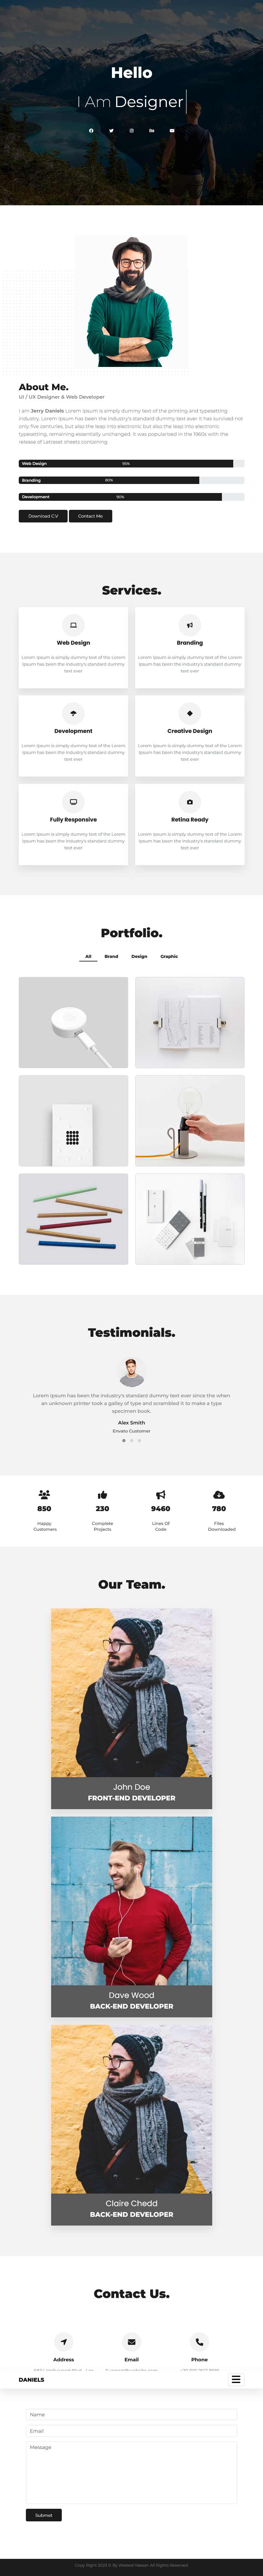 Hello
I Am Designer
About Me.
UI / UX Designer & Web Developer
I am Jerry Daniels Lorem Ipsum is simply dummy text of the printing and typesetting
industry. Lorem Ipsum has been the industry's standard dummy text ever. It has survived not
only five centuries, but also the leap into electronic but also the leap into electronic
typesetting, remaining essentially unchanged. It was popularized in the 1960s with the
release of Letraset sheets containing
Web Design 95%
Branding 80%
Development 90%
Download C.V Contact Me
Services.
Web Design
Lorem Ipsum is simply dummy text of the Lorem
Ipsum has been the industry's standard dummy
text ever
Branding
Lorem Ipsum is simply dummy text of the Lorem
Ipsum has been the industry's standard dummy
text ever
Development
Lorem Ipsum is simply dummy text of the Lorem
Ipsum has been the industry's standard dummy
text ever
Creative Design
Lorem Ipsum is simply dummy text of the Lorem
Ipsum has been the industry's standard dummy
text ever
Fully Responsive
Lorem Ipsum is simply dummy text of the Lorem
Ipsum has been the industry's standard dummy
text ever
Retina Ready
Lorem Ipsum is simply dummy text of the Lorem
Ipsum has been the industry's standard dummy
text ever
Portfolio.
All Brand Design Graphic
Testimonials.
Lorem Ipsum has been the industry's standard dummy text ever since the when
an unknown printer took a galley of type and scrambled it to make a type
specimen book.
Alex Smith
Envato Customer
850
Happy
Customers
230
Complete
Projects
9460
Lines Of
Code
780
Files
Downloaded
Our Team.
John Doe
FRONT-END DEVELOPER
Dave Wood
BACK-END DEVELOPER
Claire Chedd
BACK-END DEVELOPER
Contact Us.
Address
Email
Phone
DANIELS
Name
Email
Message
Submet